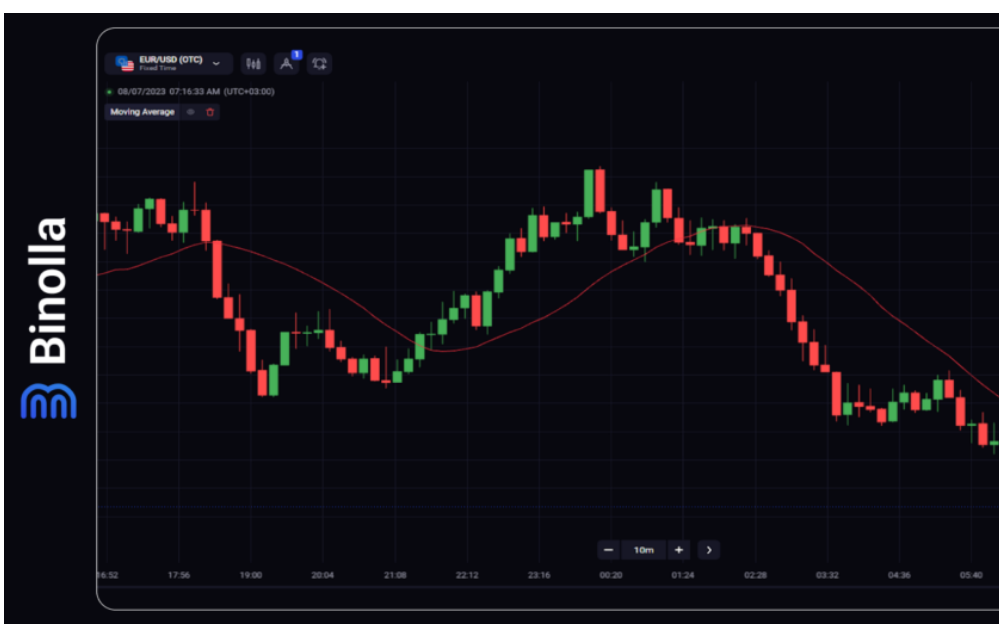 Binolla
EUR/USD (OTC)
Fixed Time
1
08/07/2023 07:16:33 AM (UTC+03:00)
Moving Average
10m
16:52 17:56 19:00 20:04 21:08 22:12 23:16 00:20 01:24 02:28 03:32 04:36 05:40